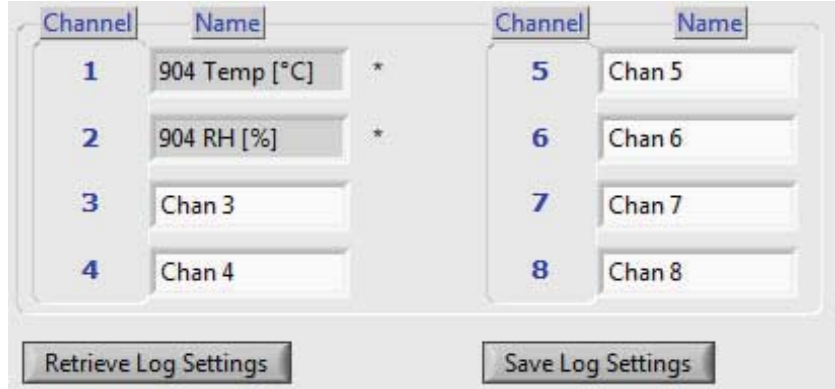 Channel Name Channel Name
1 904 Temp [°C] * 5 Chan 5
2 904 RH [%] * 6 Chan 6
3 Chan 3 7 Chan 7
4 Chan 4 8 Chan 8
Retrieve Log Settings Save Log Settings